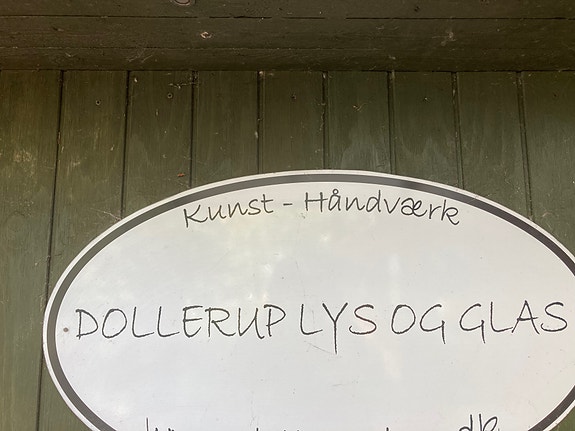 Kunst - Håndværk
DOLLERUP LYS OG GLAS